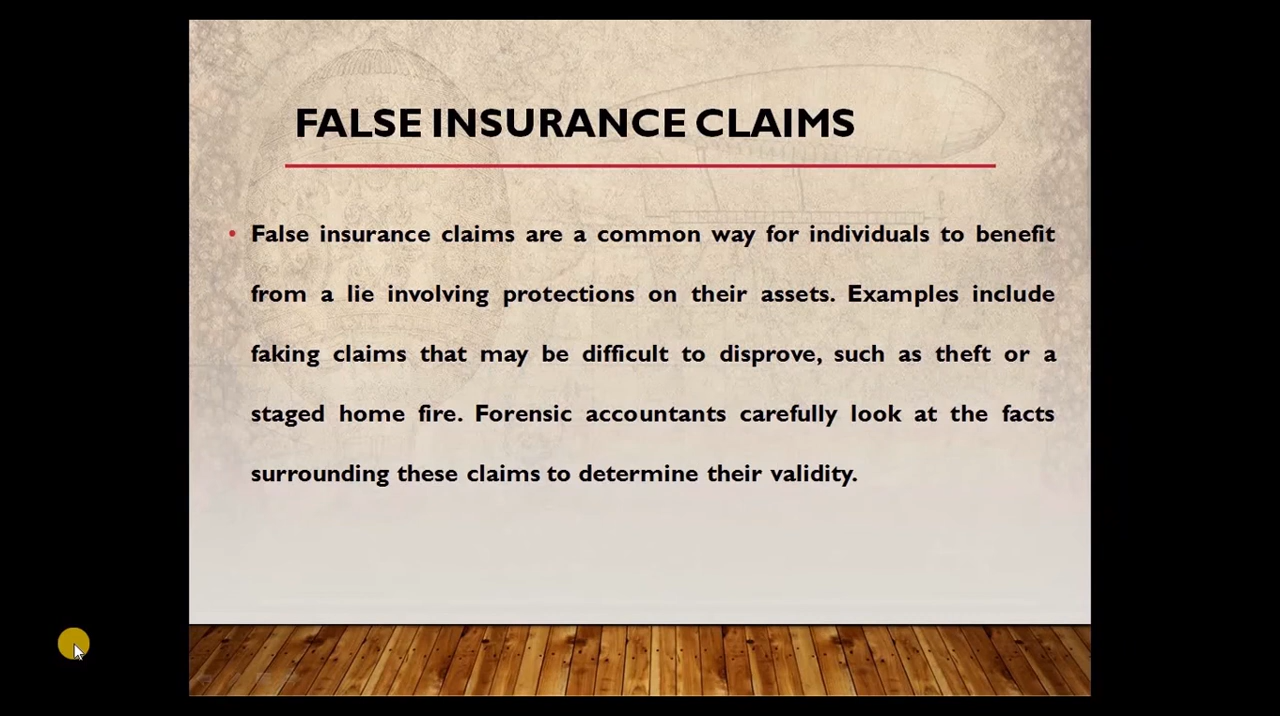 FALSE INSURANCE CLAIMS
• False insurance claims are a common way for individuals to benefit
from a lie involving protections on their assets. Examples include
faking claims that may be difficult to disprove, such as theft or a
staged home fire. Forensic accountants carefully look at the facts
surrounding these claims to determine their validity.